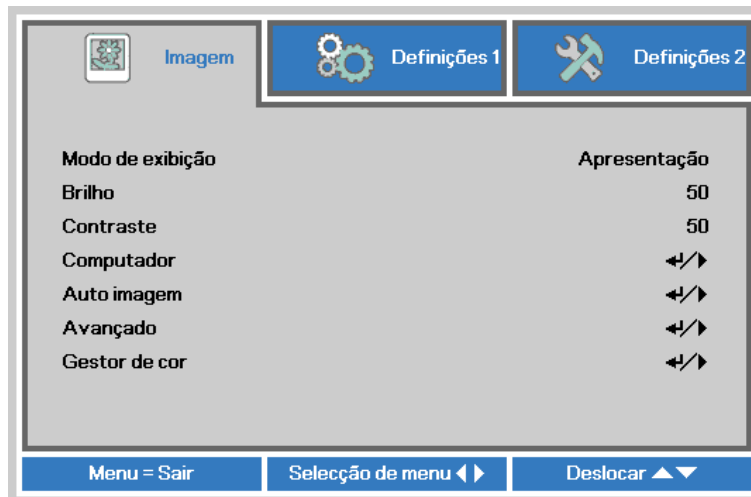 Imagem
Definições 1
Definições 2
Modo de exibição Apresentação
Brilho 50
Contraste 50
Computador
Auto imagem
Avançado
Gestor de cor
Menu = Sair
Selecção de menu
Deslocar